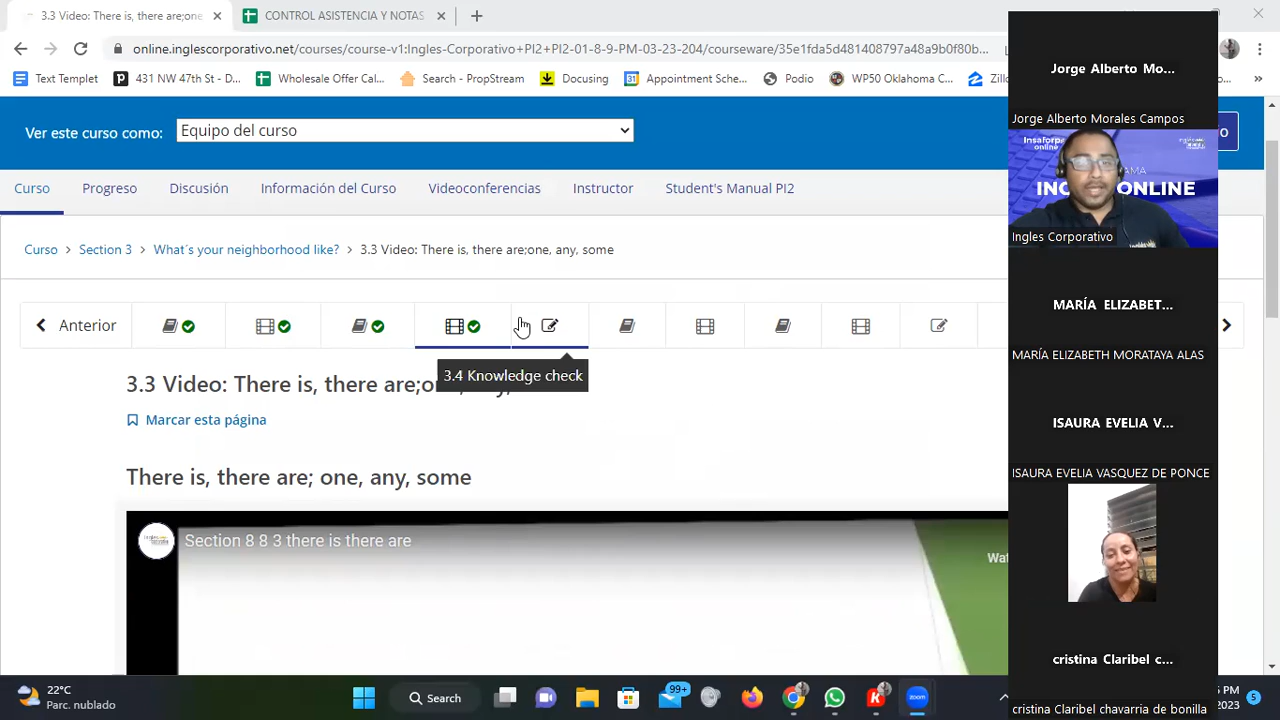 3.3 Video: There is, there are;one
CONTROL ASISTENCIA Y NOTAS
online.inglescorporativo.net/courses/course-v1:Ingles-Corporativo+PI2+PI2-01-8-9-PM-03-23-204/courseware/35e1fda5d481408797a48a9b0f80b...
Text Templet
431 NW 47th St - D...
Wholesale Offer Cal...
Search - PropStream
Docusing
Appointment Sche...
Podio
WP50 Oklahoma C...
Zillo
Ver este curso como:
Equipo del curso
Curso
Progreso
Discusión
Información del Curso
Videoconferencias
Instructor
Student's Manual PI2
Curso > Section 3 > What´s your neighborhood like? > 3.3 Video: There is, there are;one, any, some
Anterior
3.4 Knowledge check
3.3 Video: There is, there are;
Marcar esta página
There is, there are; one, any, some
Section 8 8 3 there is there are
Wat
Jorge Alberto Mo...
Jorge Alberto Morales Campos
Insaforp
online
Ingles Corporativo
ONLINE
MARÍA ELIZABET...
MARÍA ELIZABETH MORATAYA ALAS
ISAURA EVELIA V...
ISAURA EVELIA VASQUEZ DE PONCE
cristina Claribel c...
cristina Claribel chavarria de bonilla
22°C
Parc. nublado
Search
99+
PM
2023
5